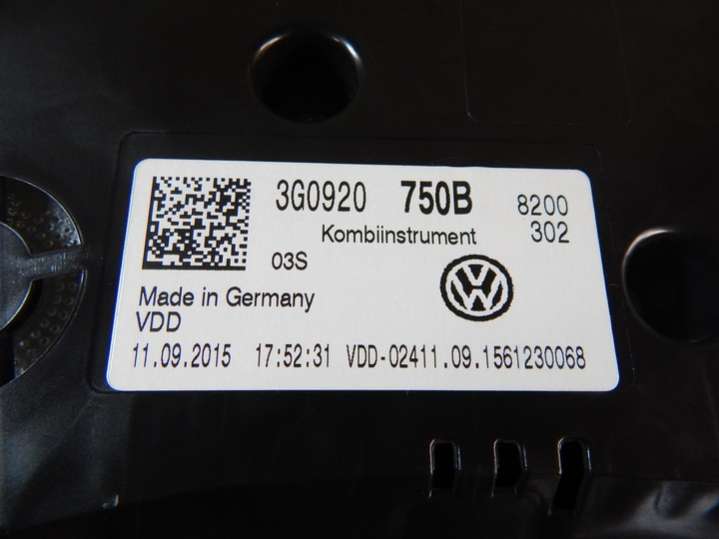 3G0920 750B 8200
Kombiinstrument 302
03S
Made in Germany
VDD
11.09.2015 17:52:31 VDD-02411.09.1561230068